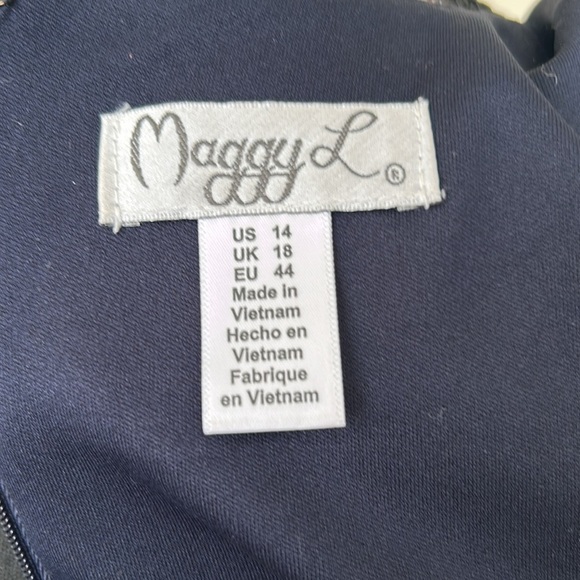 Maggy L ®
US 14
UK 18
EU 44
Made in
Vietnam
Hecho en
Vietnam
Fabrique
en Vietnam